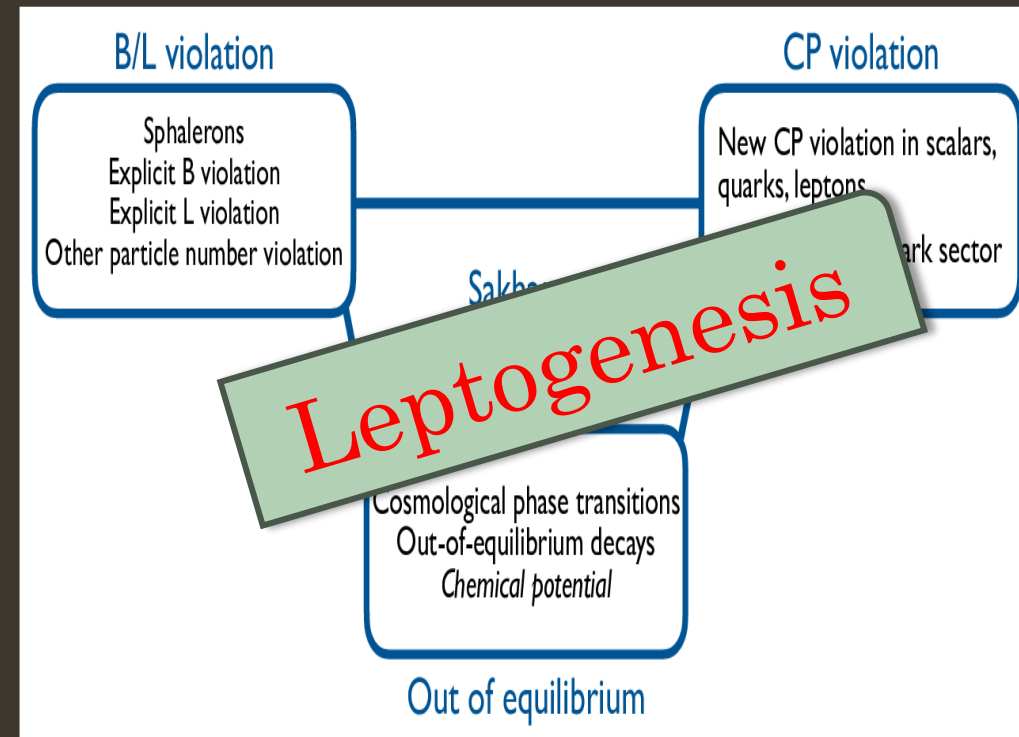 B/L violation
Sphalerons
Explicit B violation
Explicit L violation
Other particle number violation
CP violation
New CP violation in scalars,
quarks, leptons
sector
Leptogenesis
Cosmological phase transitions
Out-of-equilibrium decays
Chemical potential
Out of equilibrium